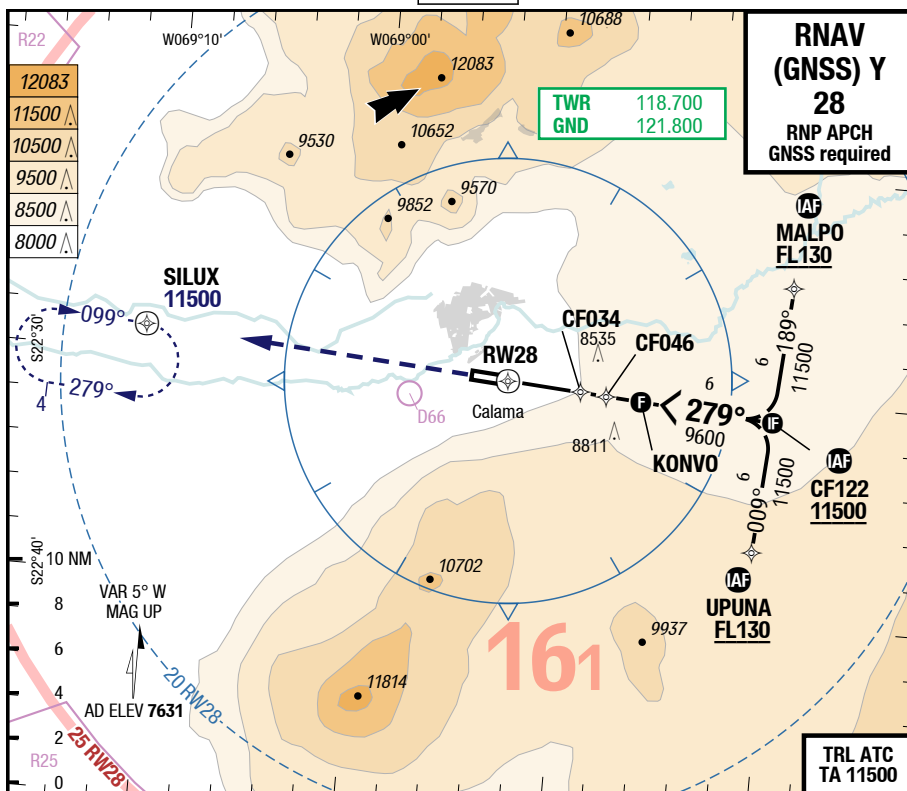 R22
W069°10'
W069°00'
10688
RNAV
(GNSS) Y
28
RNP APCH
GNSS required
12083
11500
10500
9500
8500
8000
12083
TWR 118.700
GND 121.800
9530
10652
9570
9852
IAF
MALPO
FL130
SILUX
11500
099°
279°
4
S22°30'
CF034
8535
CF046
RW28
Calama
D66
8811
F
KONVO
6
279°
9600
189°
6
11500
IF
IAF
CF122
11500
6
009°
11500
IAF
UPUNA
FL130
S22°40'
10 NM
8
6
4
2
0
VAR 5° W
MAG UP
AD ELEV 7631
20 RW28
25 RW28
R25
10702
11814
9937
161
TRL ATC
TA 11500